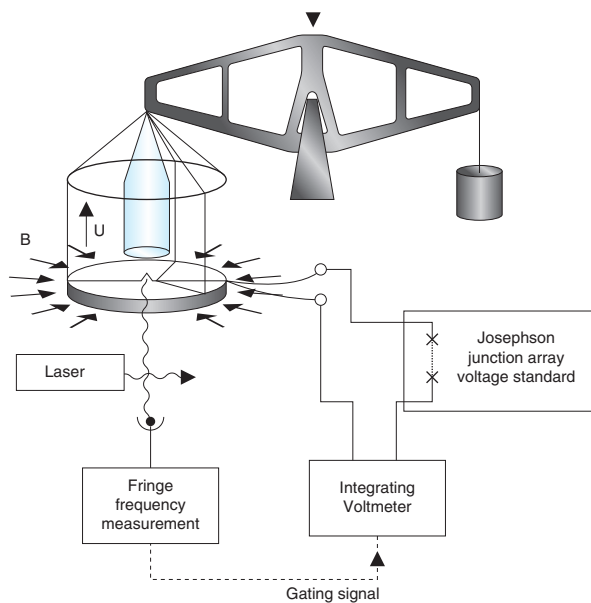 U
B
Josephson
junction array
voltage standard
Laser
Fringe
frequency
measurement
Integrating
Voltmeter
Gating signal